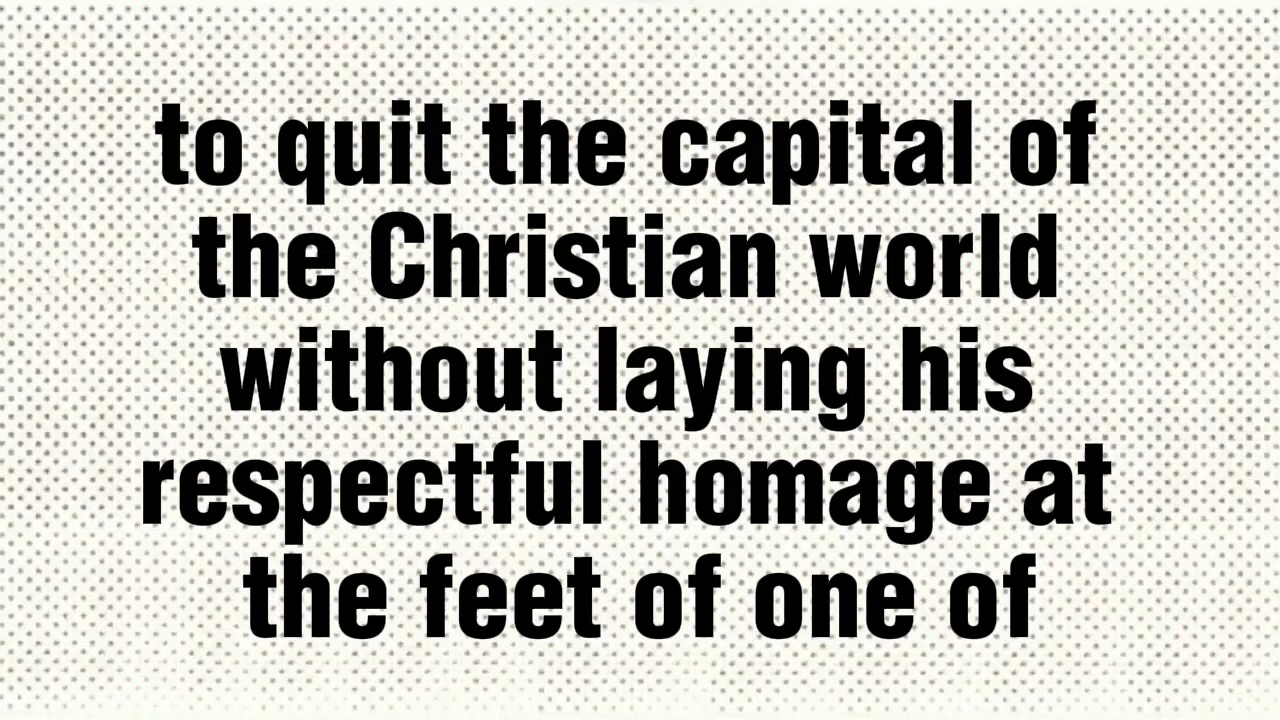 to quit the capital of
the Christian world
without laying his
respectful homage at
the feet of one of